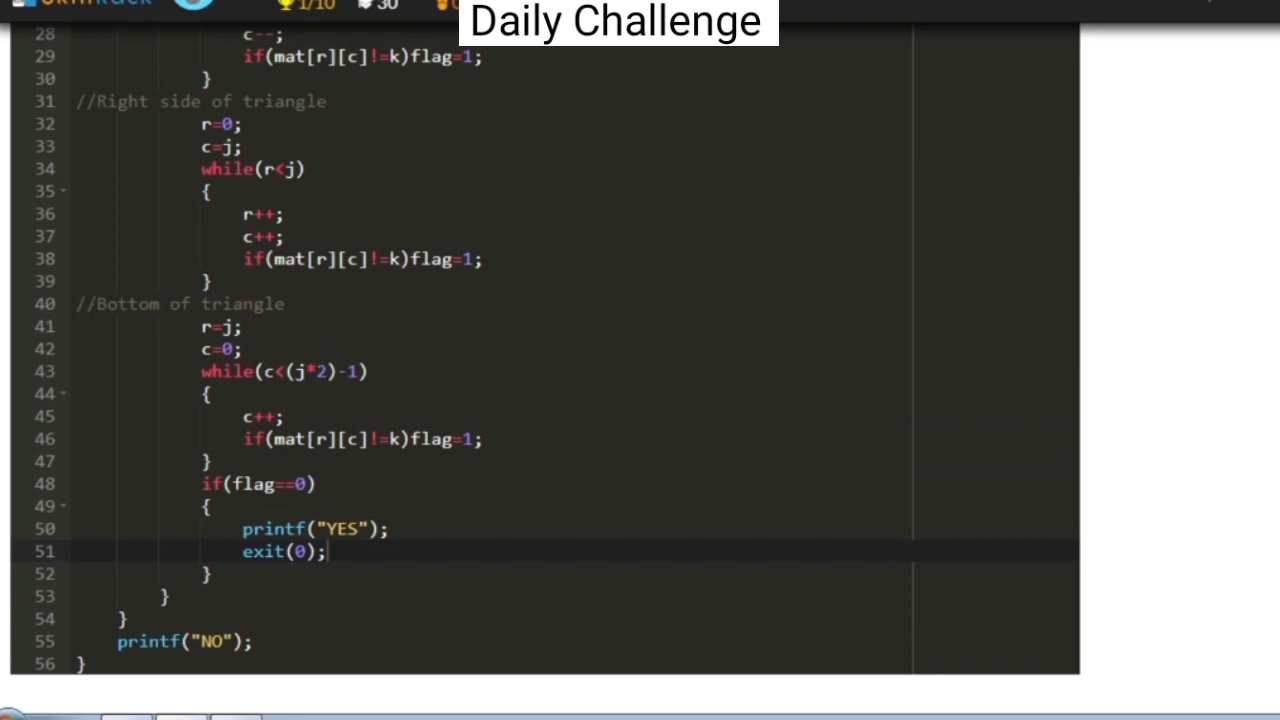 1/10 30
Daily Challenge
28 c--;
29 if(mat[r][c]!=k)flag=1;
30 }
31 //Right side of triangle
32 r=0;
33 c=j;
34 while(r<j)
35 {
36 r++;
37 c++;
38 if(mat[r][c]!=k)flag=1;
39 }
40 //Bottom of triangle
41 r=j;
42 c=0;
43 while(c<(j*2)-1)
44 {
45 c++;
46 if(mat[r][c]!=k)flag=1;
47 }
48 if(flag==0)
49 {
50 printf("YES");
51 exit(0);
52 }
53 }
54 }
55 printf("NO");
56 }